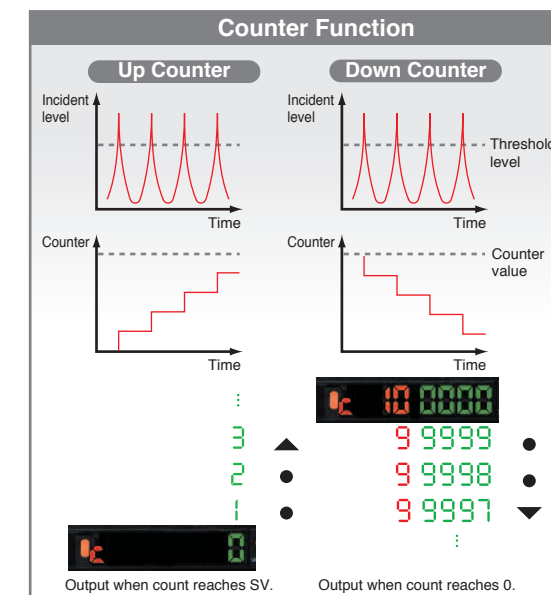 Counter Function
Up Counter
Down Counter
Incident level
Incident level
Threshold level
Time
Time
Counter
Counter
Counter value
Time
Time
c 10 0000
3
9 9999
2
9 9998
1
9 9997
c 0
Output when count reaches SV.
Output when count reaches 0.